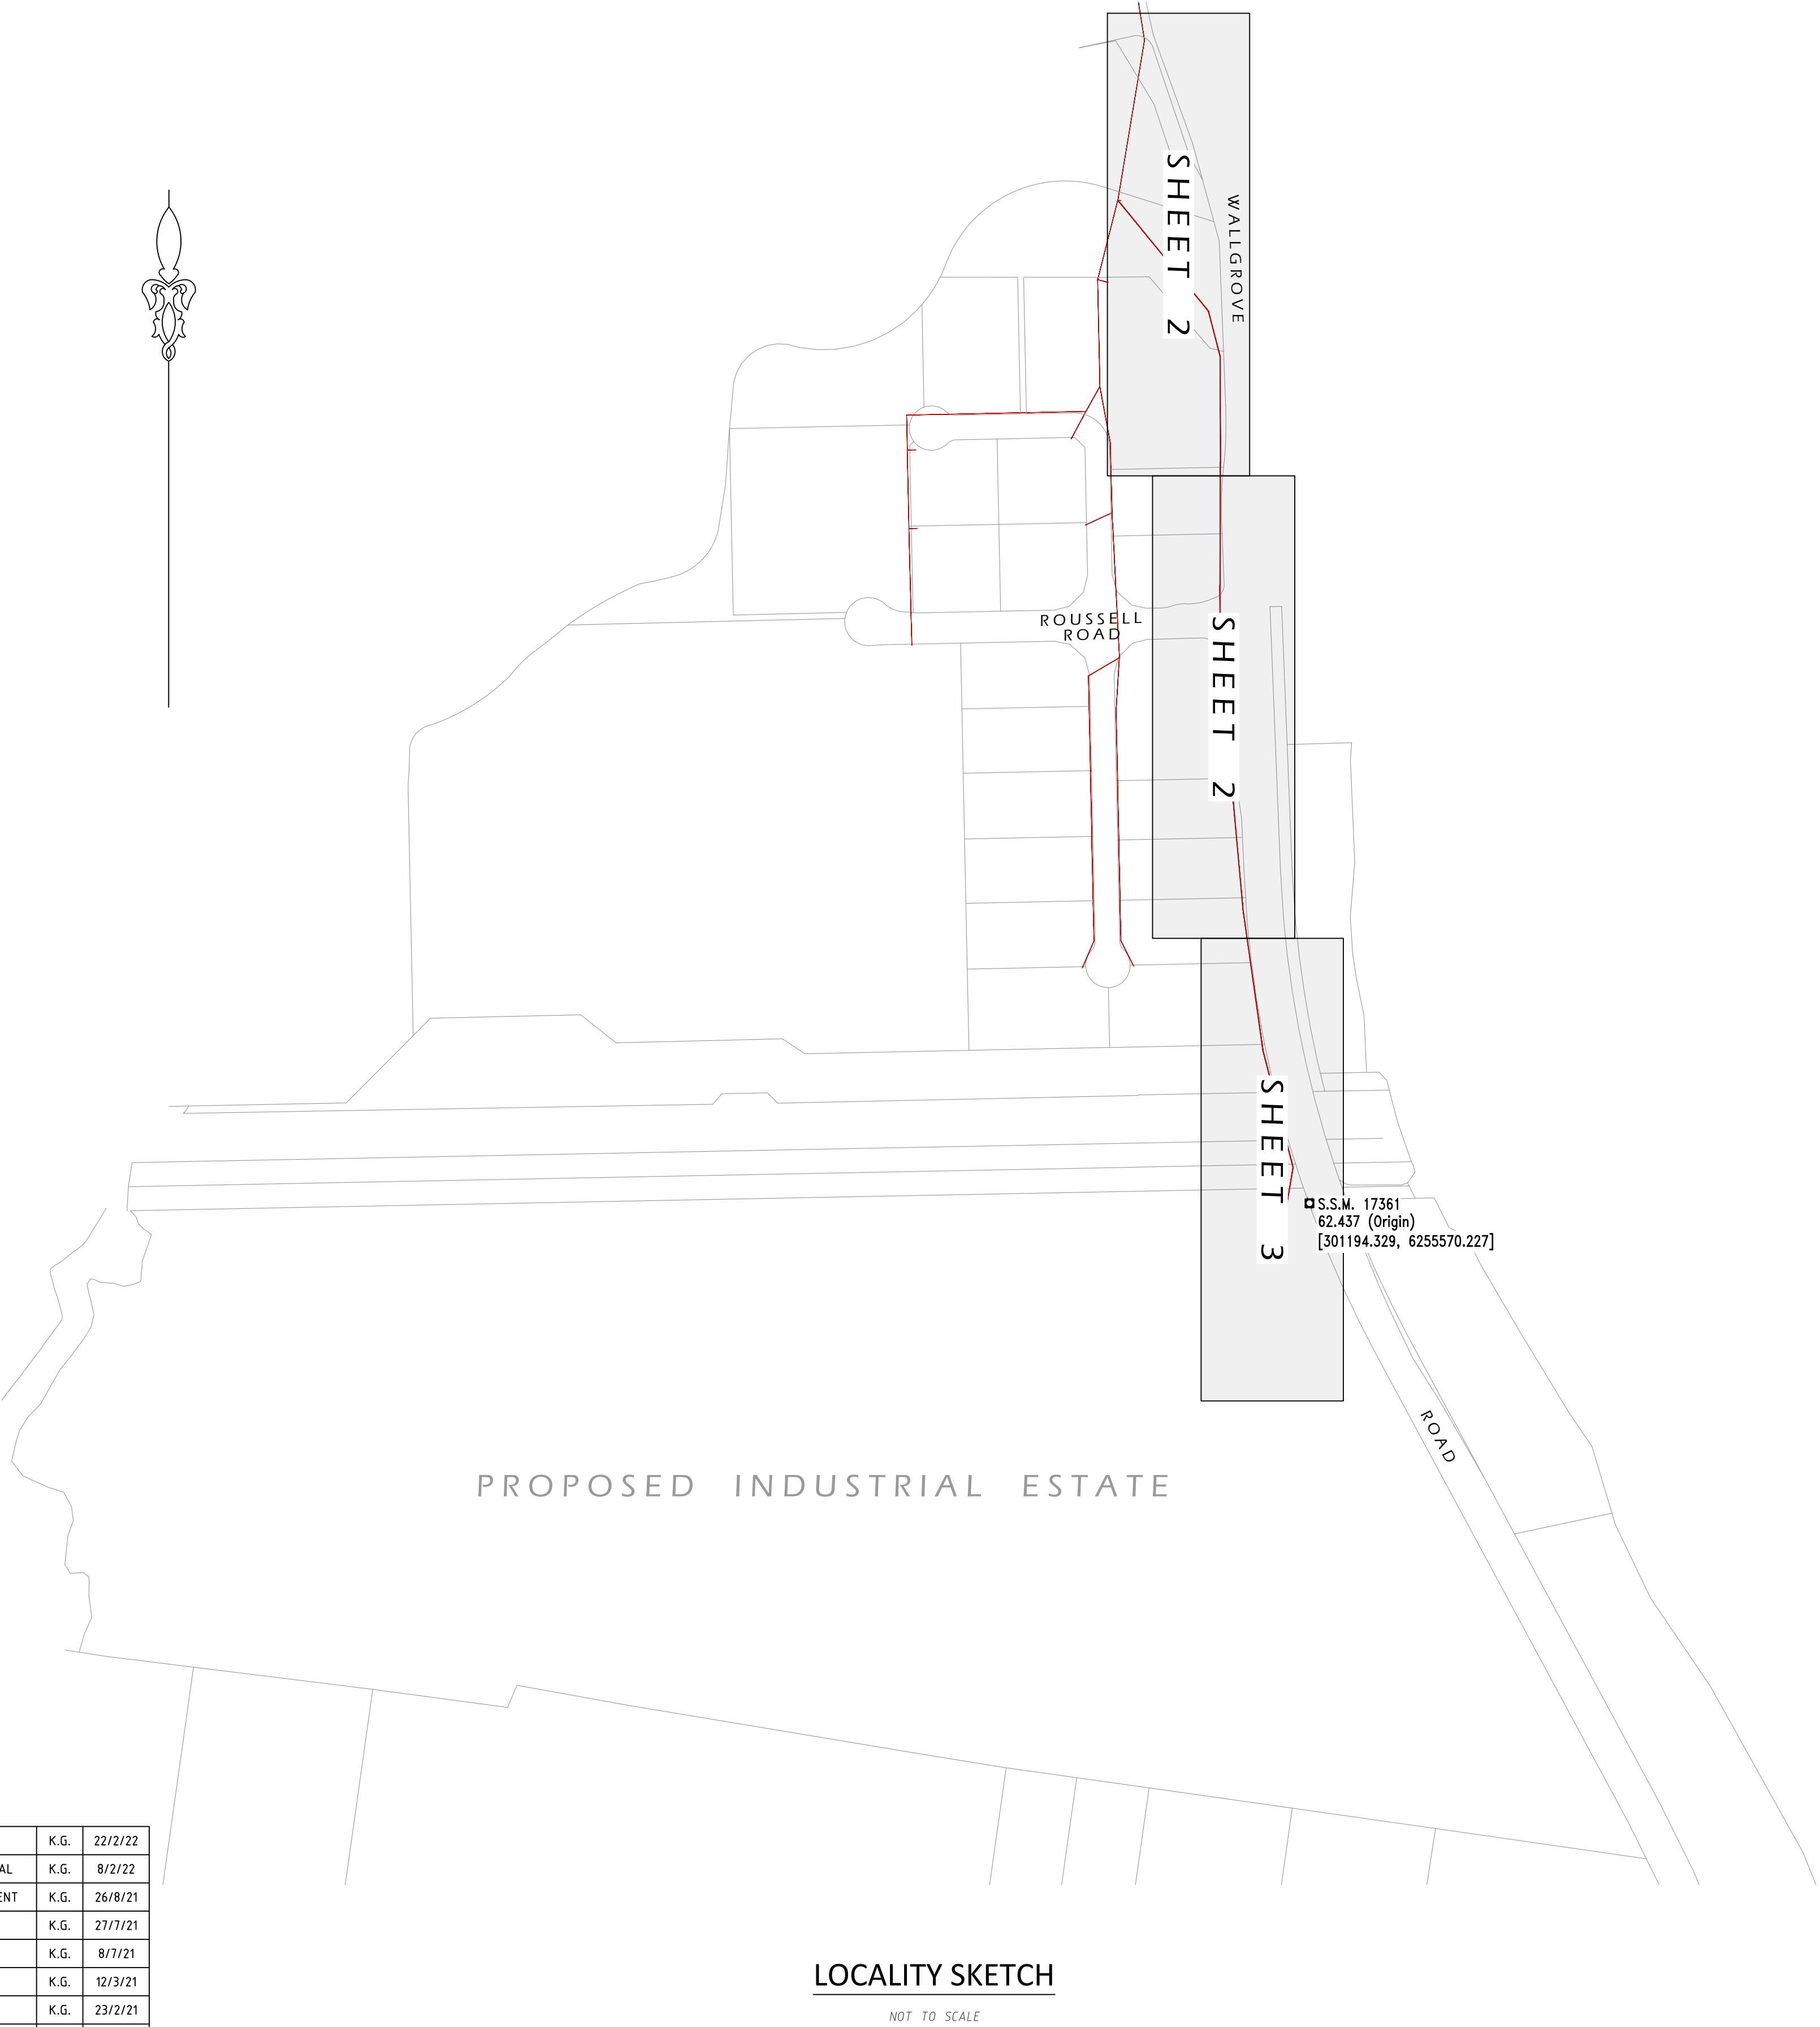 SHEET 2
WALLGROVE
ROUSSELL
ROAD
SHEET 2
SHEET 3
S.S.M. 17361
62.437 (Origin)
[301194.329, 6255570.227]
ROAD
PROPOSED INDUSTRIAL ESTATE
K.G. 22/2/22
AL K.G. 8/2/22
ENT K.G. 26/8/21
K.G. 27/7/21
K.G. 8/7/21
K.G. 12/3/21
K.G. 23/2/21
LOCALITY SKETCH
NOT TO SCALE